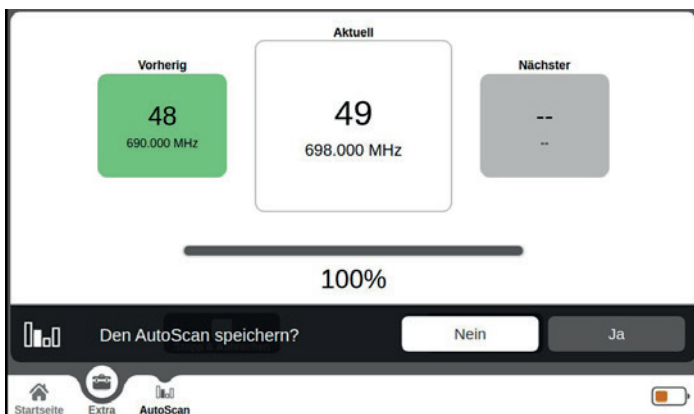 Aktuell
Vorherig
Nächster
48
690.000 MHz
49
698.000 MHz
--
--
100%
Den AutoScan speichern?
Nein
Ja
Startseite
Extra
AutoScan